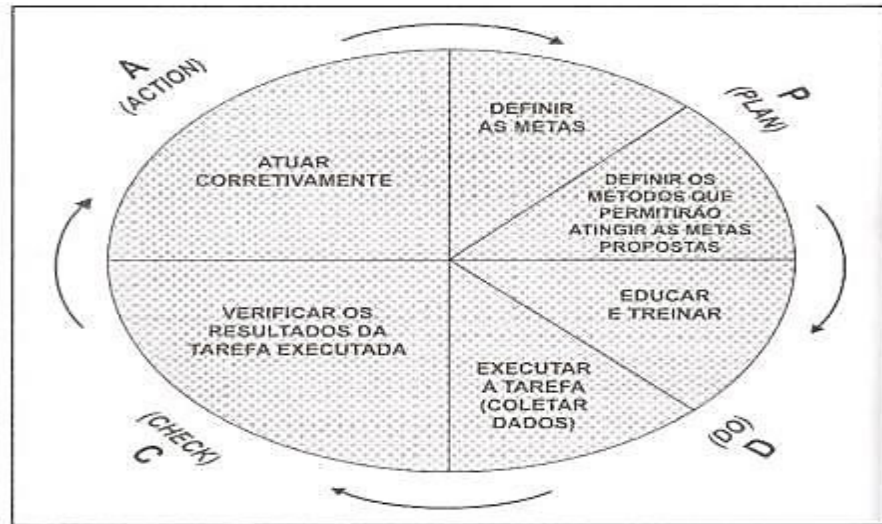 A
(ACTION)
P
(PLAN)
DEFINIR
AS METAS
DEFINIR OS
METODOS QUE
PERMITIRÃO
ATINGIR AS METAS
PROPOSTAS
EDUCAR
E TREINAR
EXECUTAR
A TAREFA
(COLETAR
DADOS)
(DO)
D
VERIFICAR OS
RESULTADOS DA
TAREFA EXECUTADA
(CHECK)
C
ATUAR
CORRETIVAMENTE